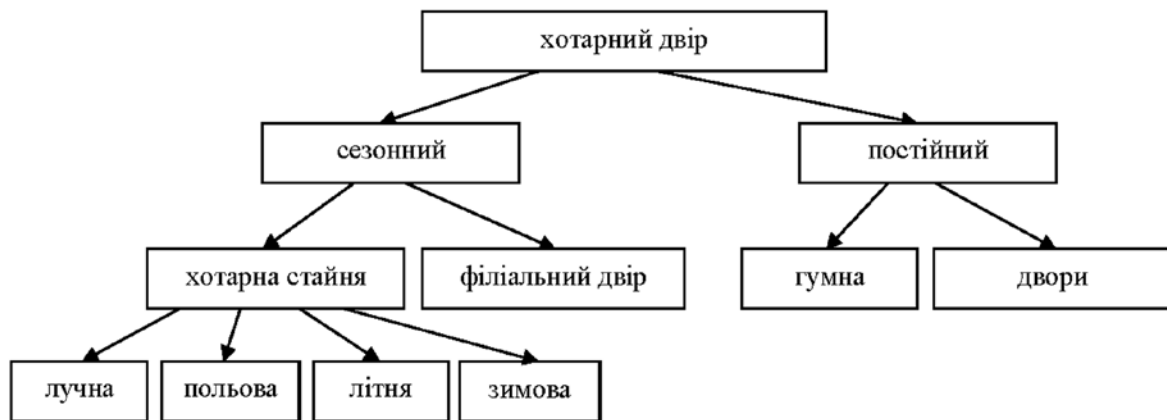 хотарний двір
сезонний
постійний
хотарна стайня
філіальний двір
гумна
двори
лучна
польова
літня
зимова